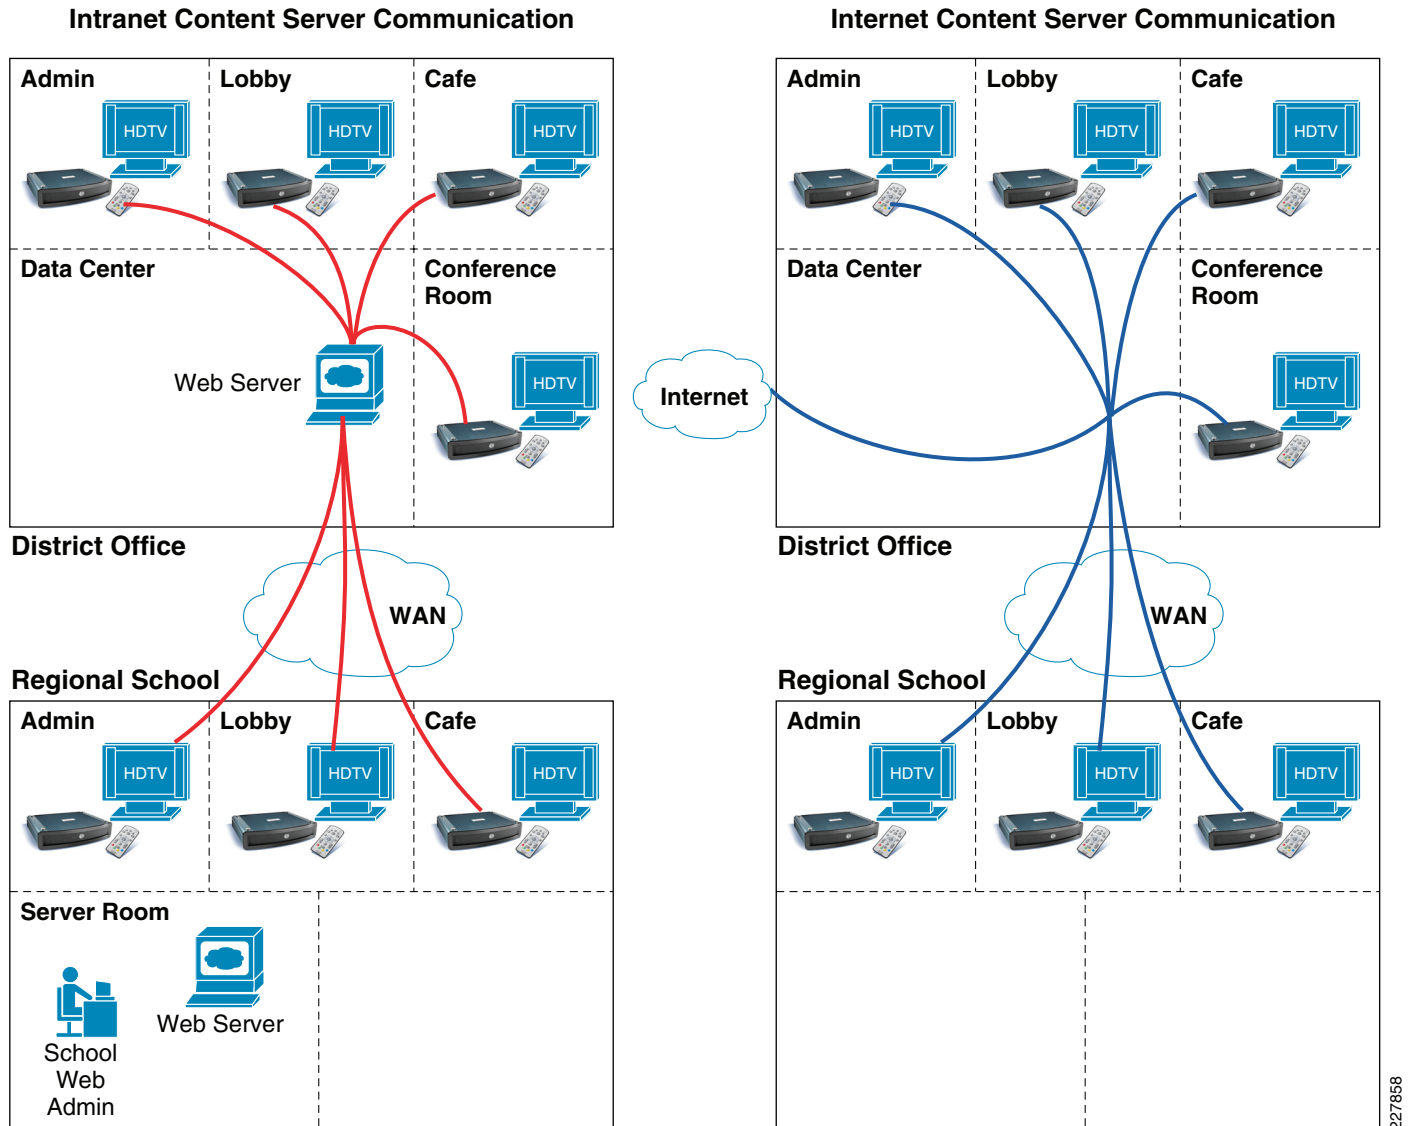 Intranet Content Server Communication
Admin
Lobby
Cafe
HDTV
HDTV
HDTV
Data Center
Conference
Room
Web Server
HDTV
District Office
WAN
Regional School
Admin
Lobby
Cafe
HDTV
HDTV
HDTV
Server Room
Web Server
School
Web
Admin
Internet Content Server Communication
Admin
Lobby
Cafe
HDTV
HDTV
HDTV
Data Center
Conference
Room
Internet
HDTV
District Office
WAN
Regional School
Admin
Lobby
Cafe
HDTV
HDTV
HDTV
227858